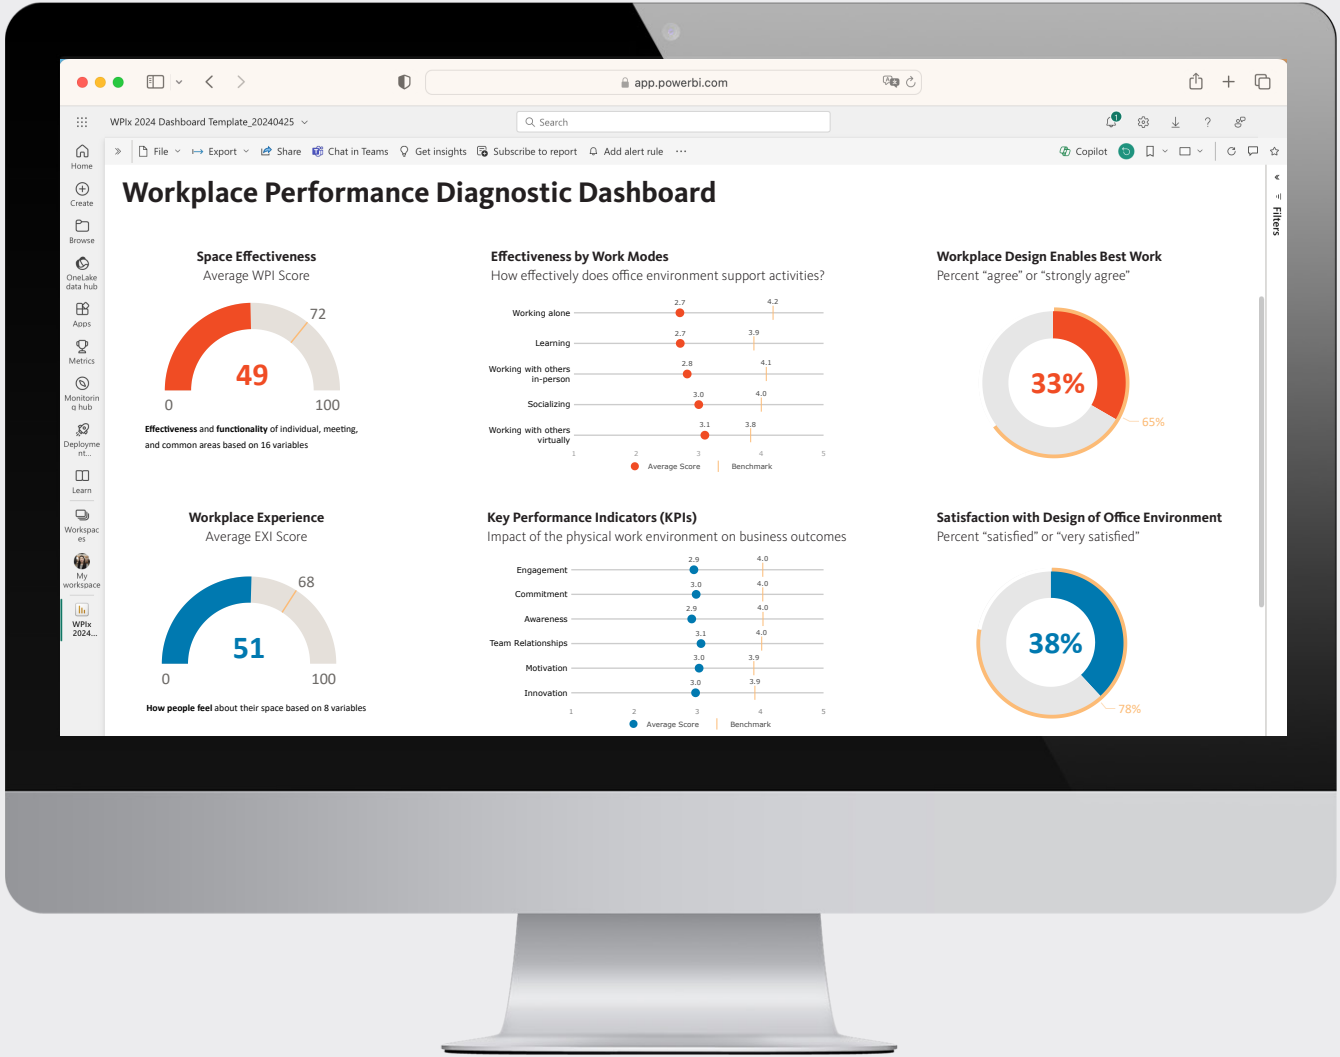 app.powerbi.com
WPIx 2024 Dashboard Template_20240425
Search
1
File
Export
Share
Chat in Teams
Get insights
Subscribe to report
Add alert rule
Copilot
Home
Create
Browse
OneLake
data hub
Apps
Metrics
Monitorin
g hub
Deployme
nt...
Learn
Workspac
es
My
workspace
WPIx
2024...
Filters
Workplace Performance Diagnostic Dashboard
Space Effectiveness
Average WPI Score
72
49
0
100
Effectiveness and functionality of individual, meeting,
and common areas based on 16 variables
Effectiveness by Work Modes
How effectively does office environment support activities?
Working alone
2.7
4.2
Learning
2.7
3.9
Working with others
in-person
2.8
4.1
Socializing
3.0
4.0
Working with others
virtually
3.1
3.8
1
2
3
4
5
Average Score
Benchmark
Workplace Design Enables Best Work
Percent “agree” or “strongly agree”
33%
65%
Workplace Experience
Average EXI Score
68
51
0
100
How people feel about their space based on 8 variables
Key Performance Indicators (KPIs)
Impact of the physical work environment on business outcomes
Engagement
2.9
4.0
Commitment
3.0
4.0
Awareness
2.9
4.0
Team Relationships
3.1
4.0
Motivation
3.0
3.9
Innovation
3.0
3.9
1
2
3
4
5
Average Score
Benchmark
Satisfaction with Design of Office Environment
Percent “satisfied” or “very satisfied”
38%
78%